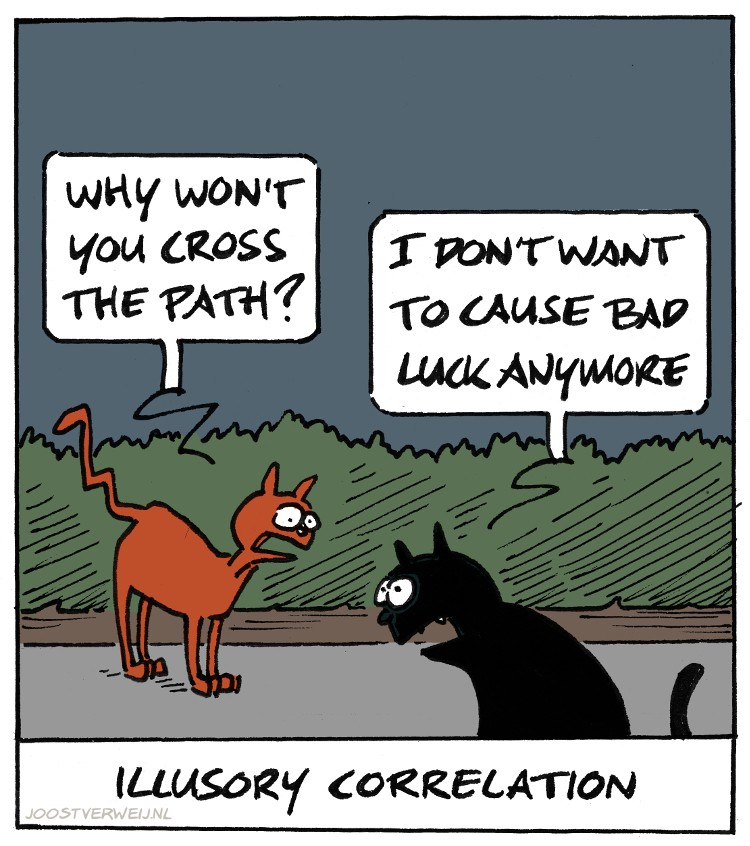 WHY WON'T
YOU CROSS
THE PATH?
I DON'T WANT
TO CAUSE BAD
LUCK ANYMORE
ILLUSORY CORRELATION
JOOSTVERWEIJ.NL